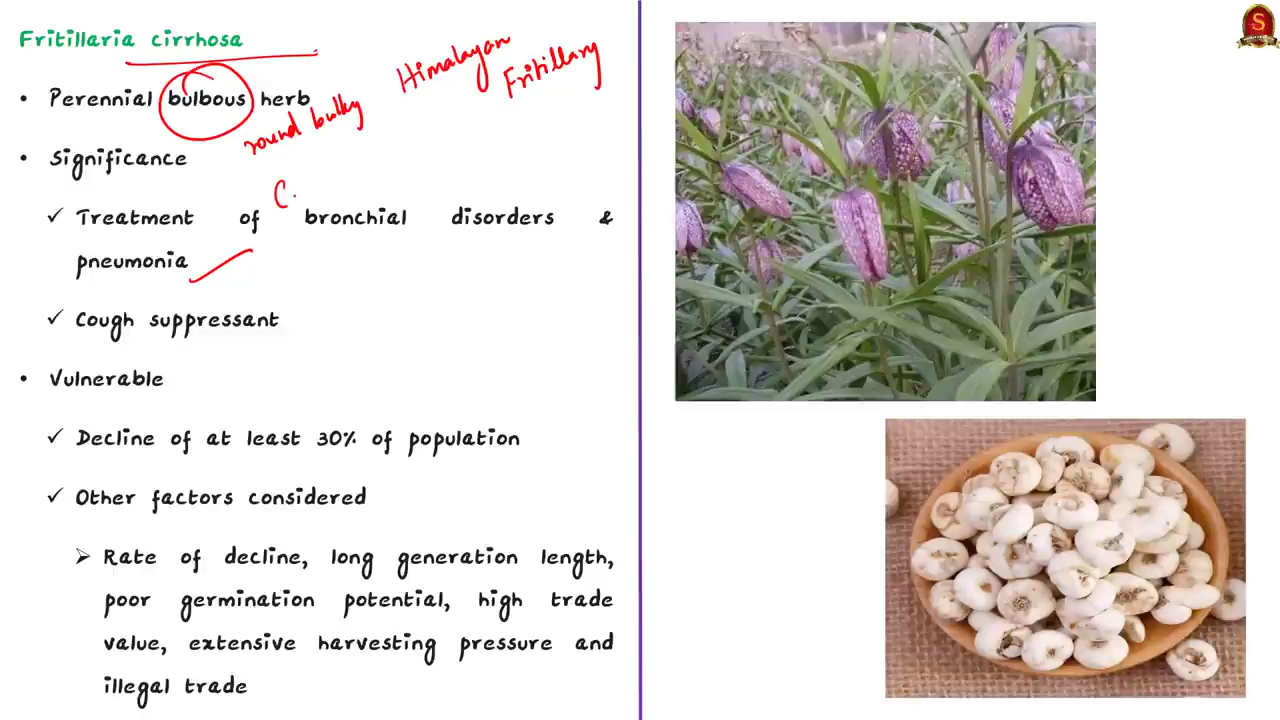 Fritillaria cirrhosa
Himalayan
Fritillary
• Perennial bulbous herb
round bulky
• Significance
C.
✓ Treatment of bronchial disorders &
pneumonia
✓ Cough suppressant
• Vulnerable
✓ Decline of at least 30% of population
✓ Other factors considered
➢ Rate of decline, long generation length,
poor germination potential, high trade
value, extensive harvesting pressure and
illegal trade
S